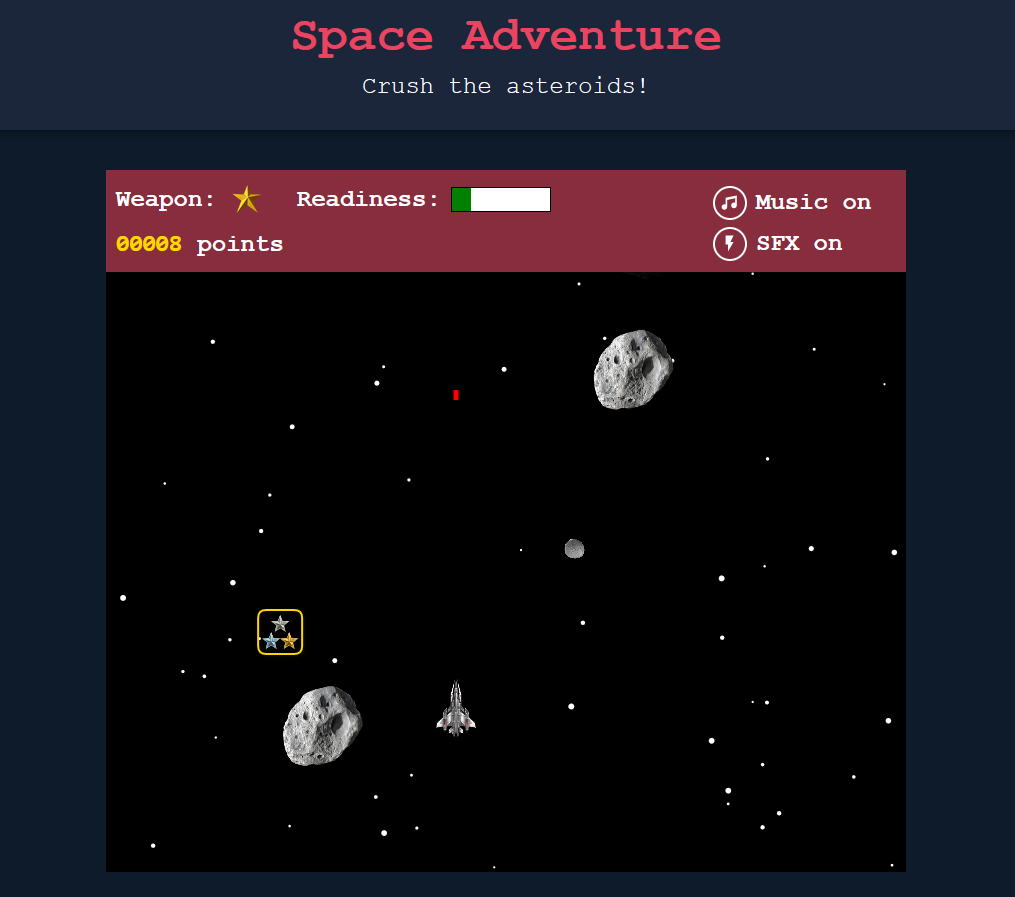 Space Adventure
Crush the asteroids!
Weapon: Readiness: Music on
00008 points SFX on